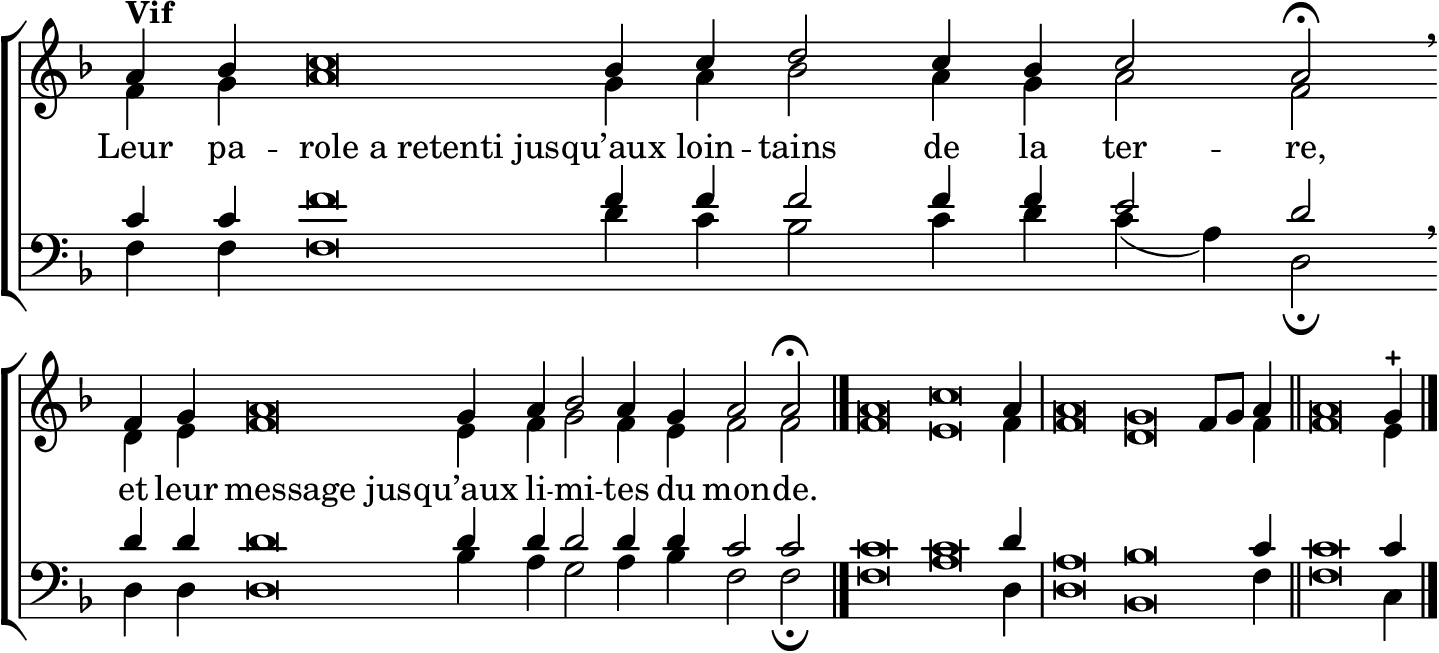 Vif
Leur pa - role a retenti jusqu’aux loin - tains de la ter - re,
et leur message jusqu’aux li - mi - tes du monde.